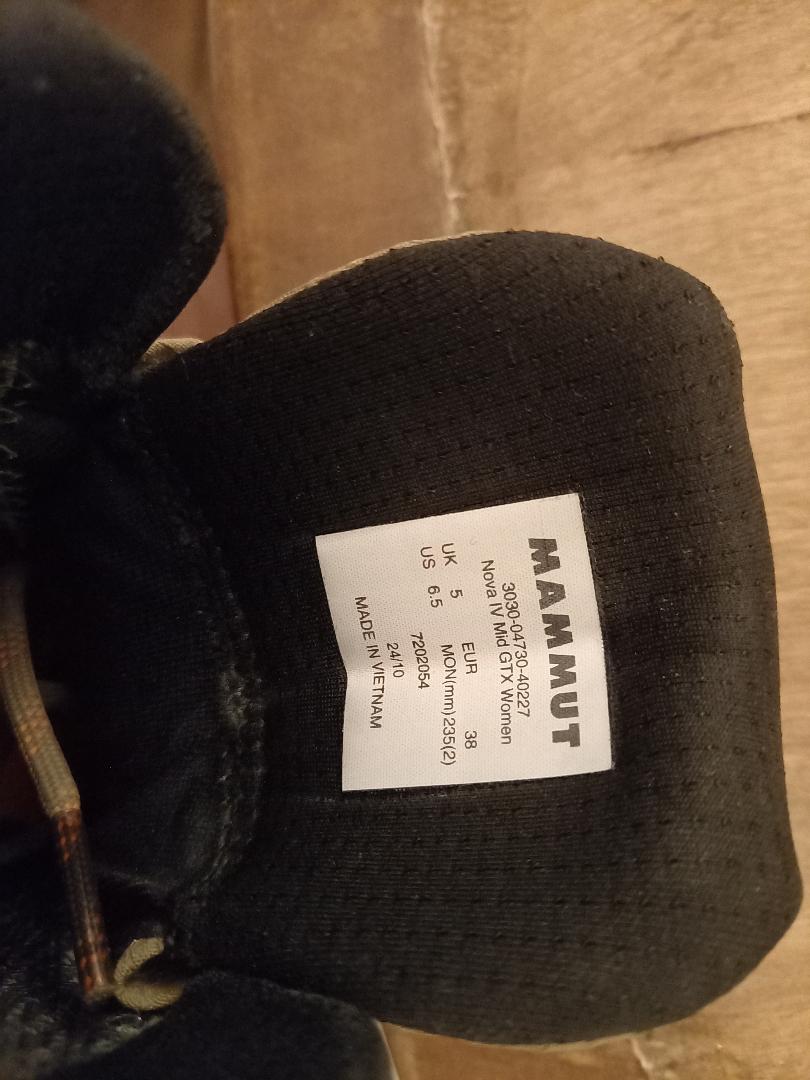 MAMMUT
3030-04730-40227
Nova IV Mid GTX Women
UK 5 EUR 38
US 6.5 MON(mm) 235(2)
7202054
24/10
MADE IN VIETNAM